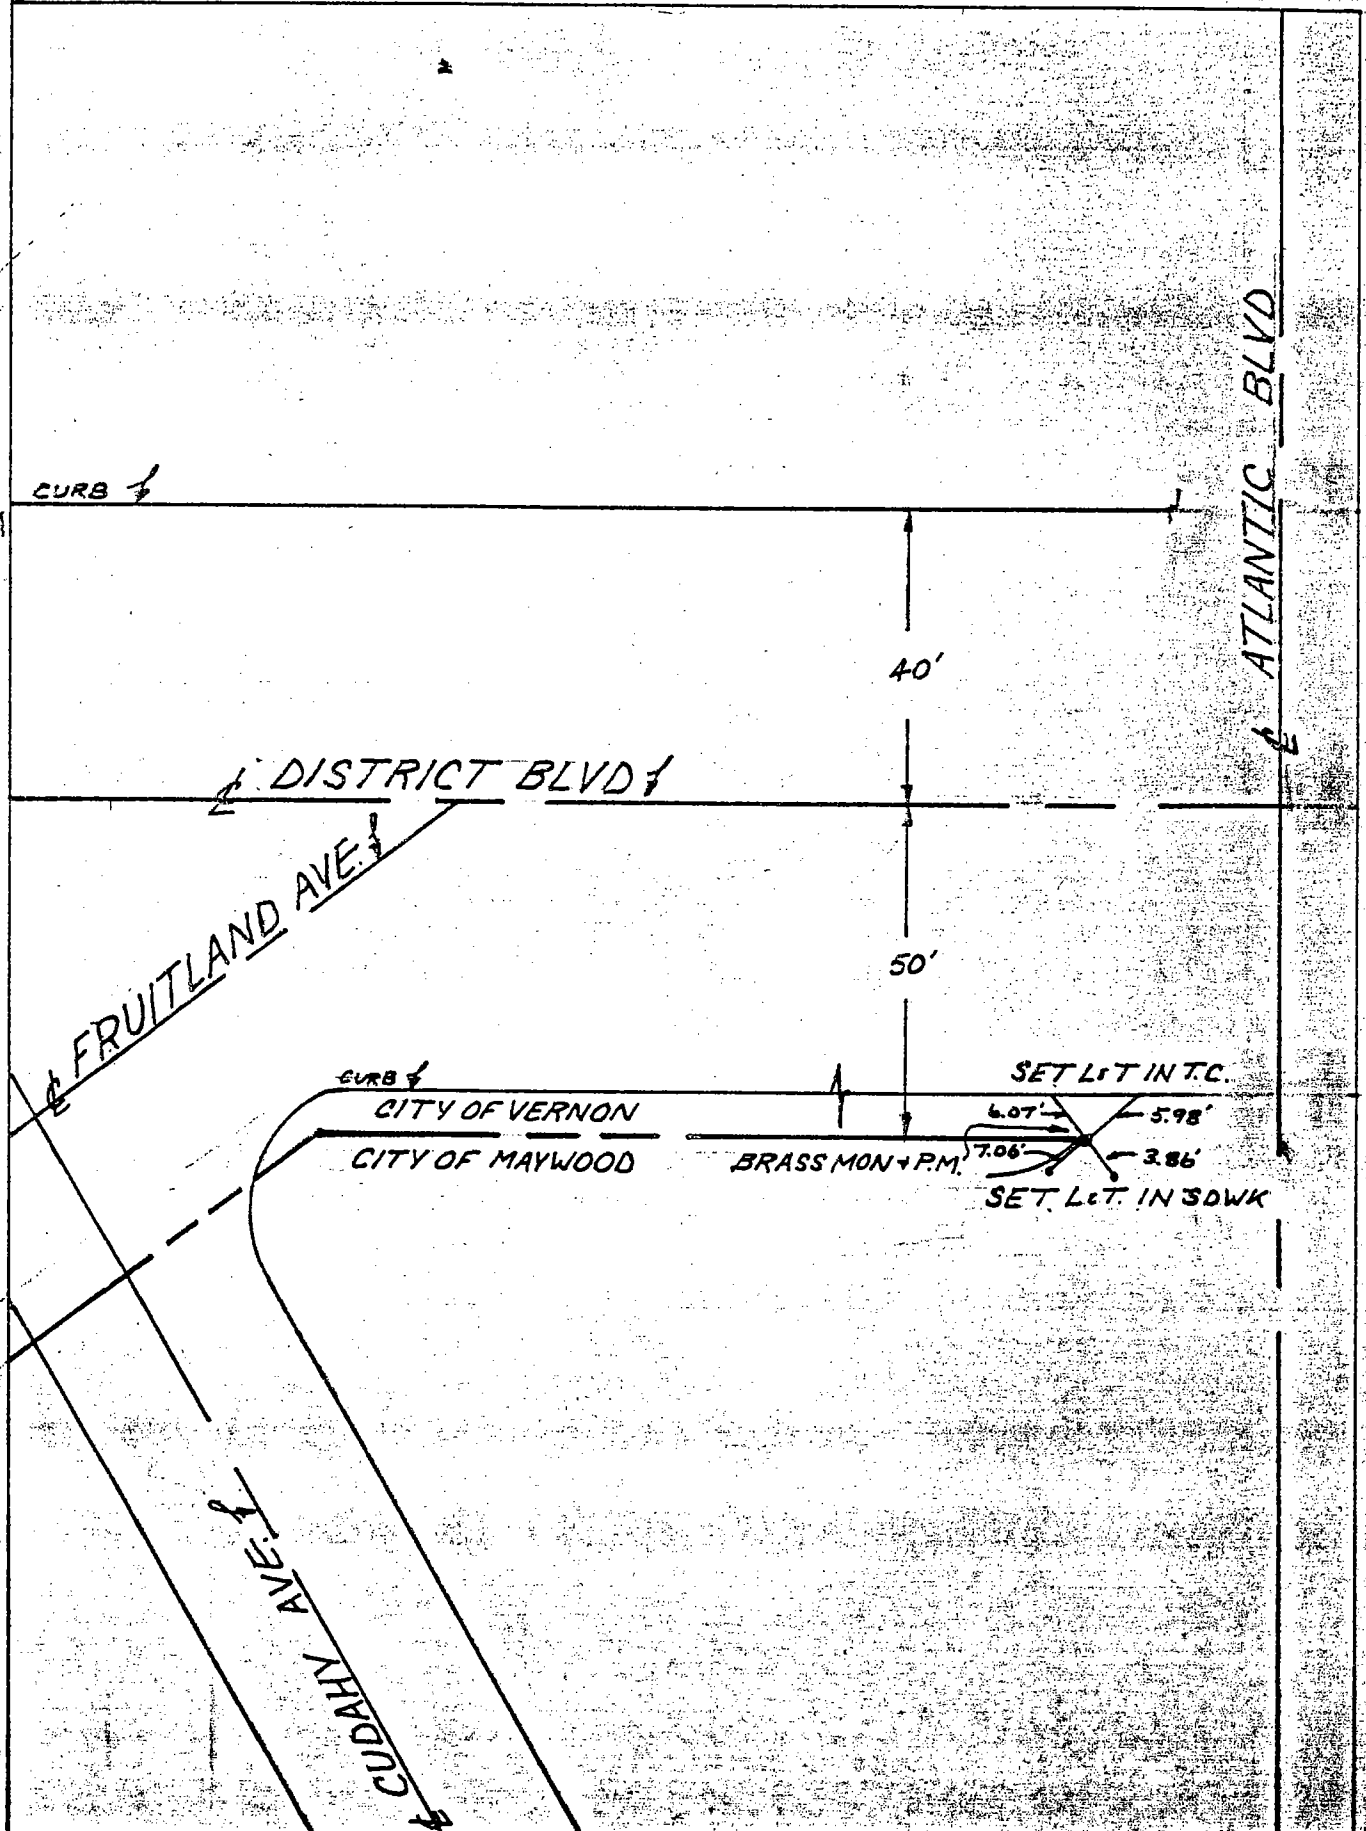 CURB
ATLANTIC BLVD
40'
℄ DISTRICT BLVD
℄ FRUITLAND AVE.
50'
CURB
SET L&T IN T.C.
CITY OF VERNON
6.07'
5.98'
CITY OF MAYWOOD
BRASS MON & P.M.
7.06'
3.86'
SET L&T. IN SDWK
℄ CUDAHY AVE.